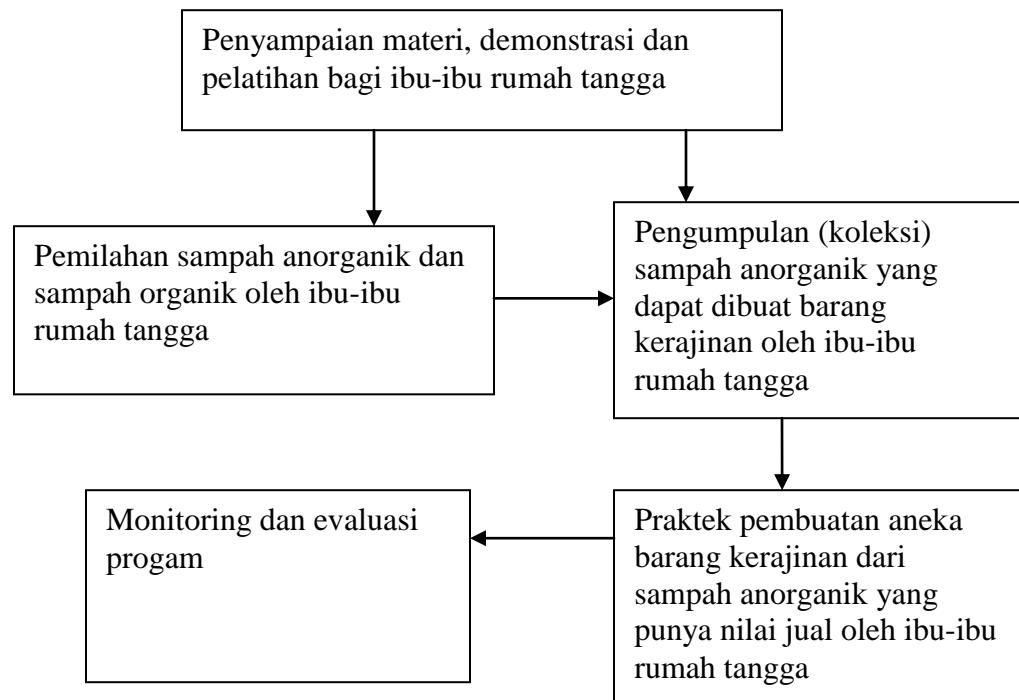 Penyampaian materi, demonstrasi dan
pelatihan bagi ibu-ibu rumah tangga
Pemilahan sampah anorganik dan
sampah organik oleh ibu-ibu
rumah tangga
Pengumpulan (koleksi)
sampah anorganik yang
dapat dibuat barang
kerajinan oleh ibu-ibu
rumah tangga
Monitoring dan evaluasi
progam
Praktek pembuatan aneka
barang kerajinan dari
sampah anorganik yang
punya nilai jual oleh ibu-ibu
rumah tangga